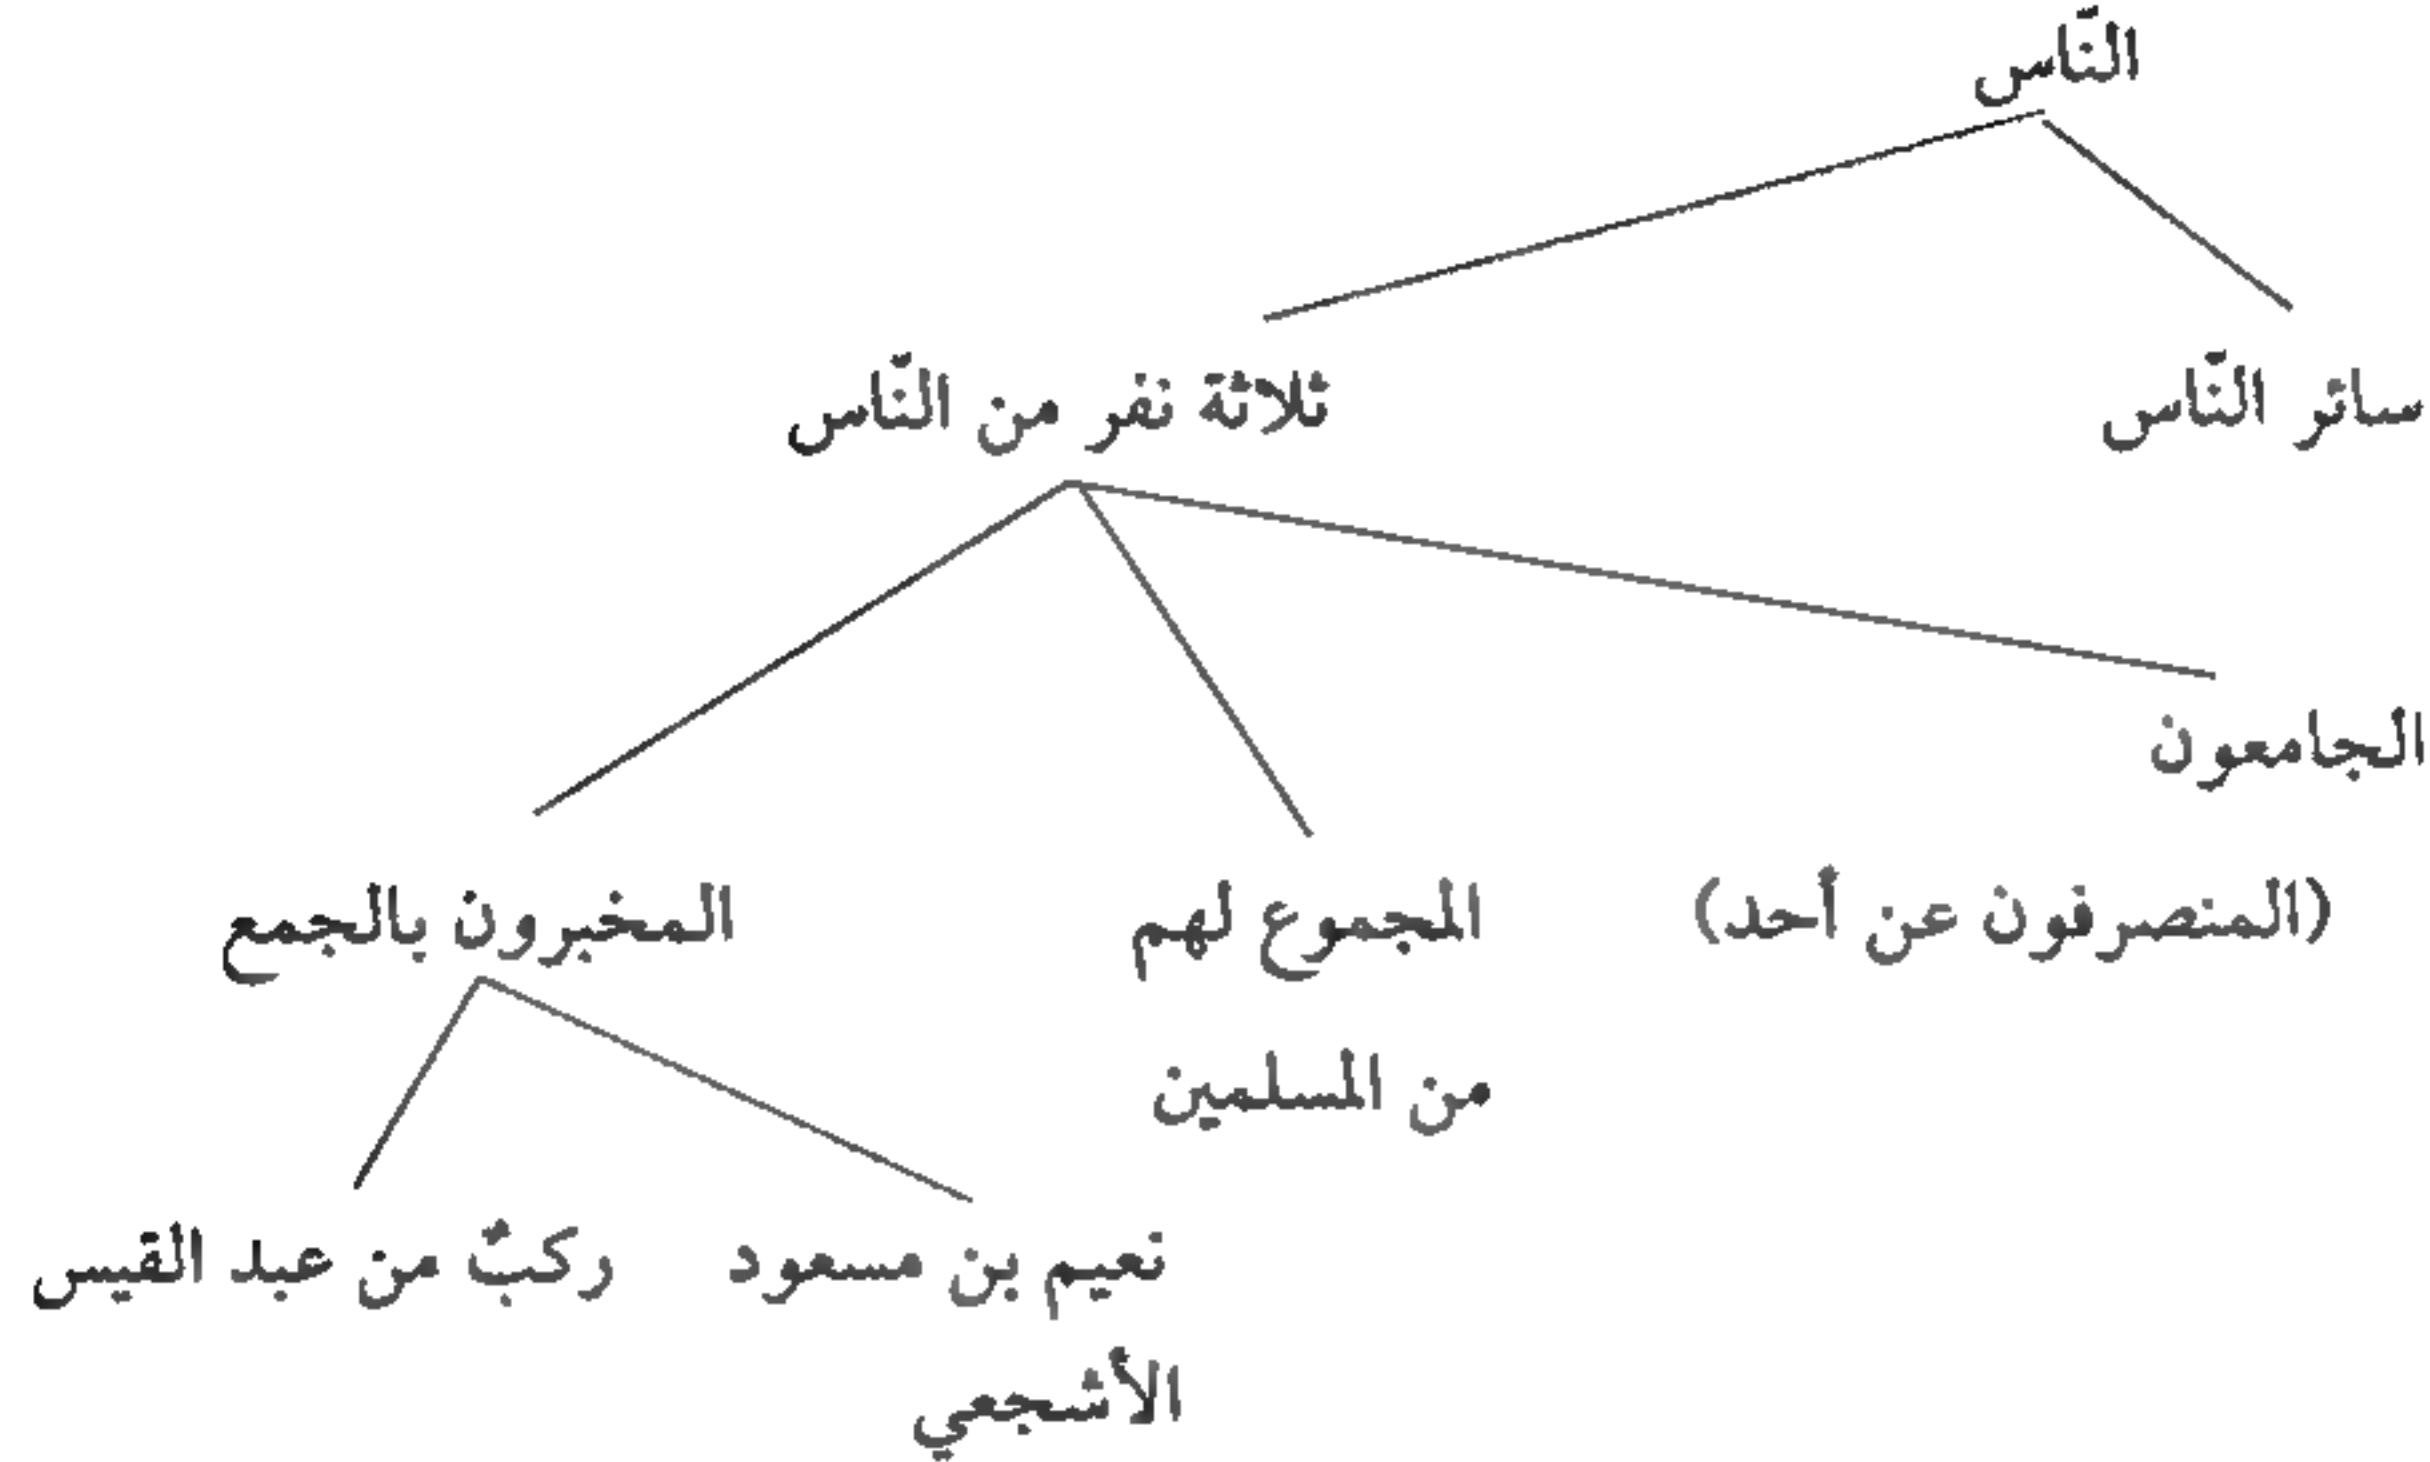 النّاس
سائر النّاس
ثلاثة نفر من النّاس
الجامعون
(المنصرفون عن أحد)
المجموع لهم
من المسلمين
المخبرون بالجمع
نعيم بن مسعود
الأشجعي
ركبٌ من عبد القيس